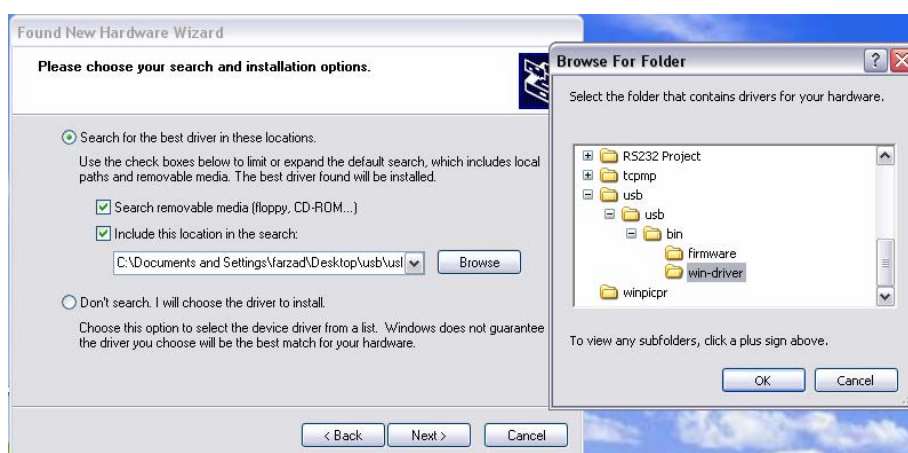 Found New Hardware Wizard
Please choose your search and installation options.
Search for the best driver in these locations.
Use the check boxes below to limit or expand the default search, which includes local
paths and removable media. The best driver found will be installed.
Search removable media (floppy, CD-ROM...)
Include this location in the search:
C:\Documents and Settings\farzad\Desktop\usb\usl
Browse
Don't search. I will choose the driver to install.
Choose this option to select the device driver from a list. Windows does not guarantee
the driver you choose will be the best match for your hardware.
< Back
Next >
Cancel
Browse For Folder
Select the folder that contains drivers for your hardware.
RS232 Project
tcpmp
usb
usb
bin
firmware
win-driver
winpicpr
To view any subfolders, click a plus sign above.
OK
Cancel